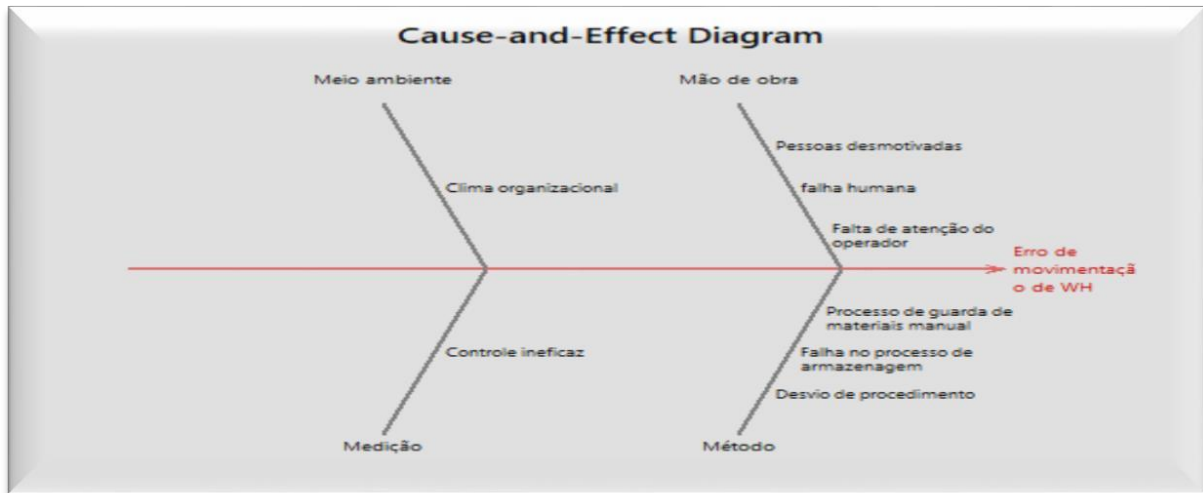 Cause-and-Effect Diagram
Meio ambiente
Mão de obra
Pessoas desmotivadas
Clima organizacional
falha humana
Falta de atenção do
operador
Erro de
movimentaçã
o de WH
Processo de guarda de
materiais manual
Controle ineficaz
Falha no processo de
armazenagem
Desvio de procedimento
Medição
Método